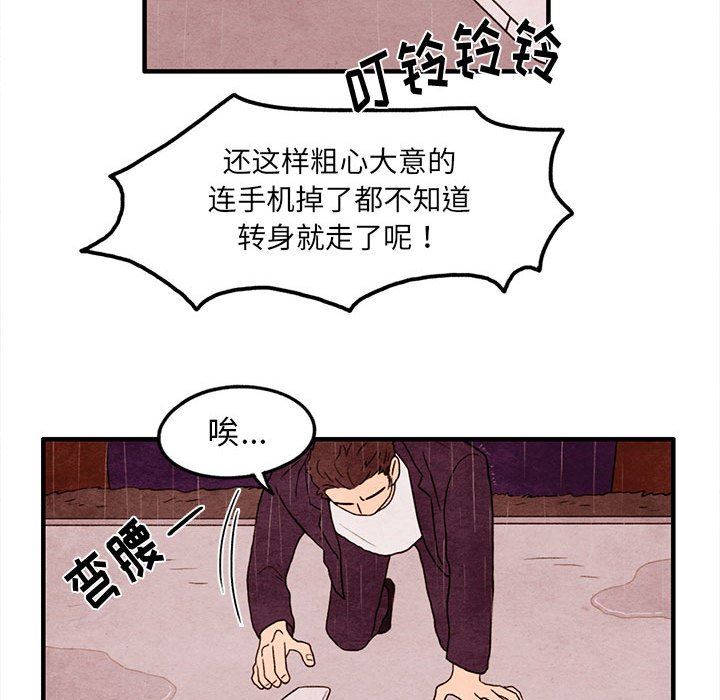 叮铃铃铃
还这样粗心大意的
连手机掉了都不知道
转身就走了呢！
唉...
弯腰—